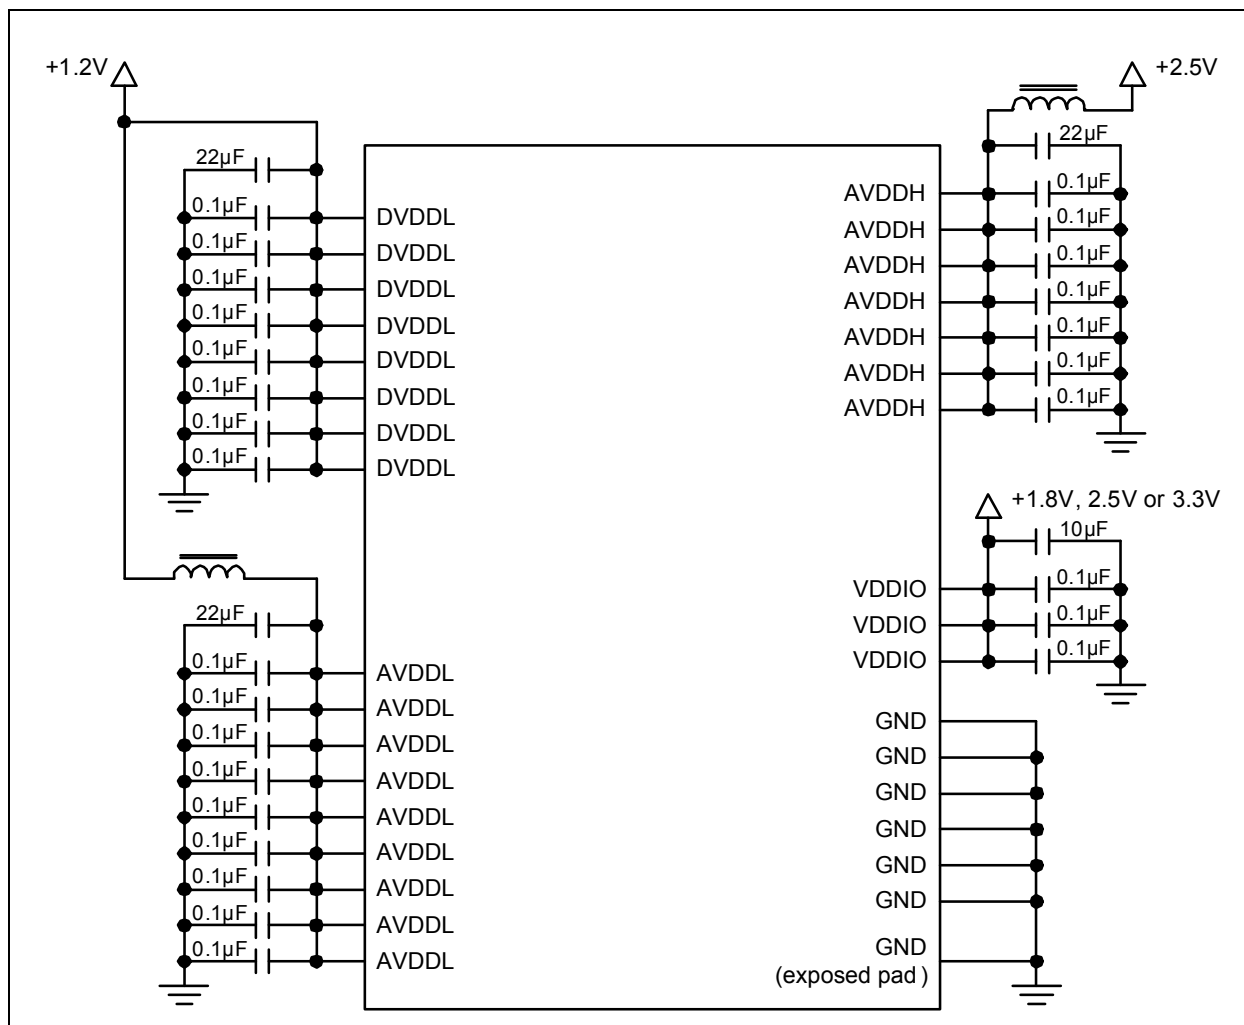 +1.2V
22µF
0.1µF
DVDDL
0.1µF
DVDDL
0.1µF
DVDDL
0.1µF
DVDDL
0.1µF
DVDDL
0.1µF
DVDDL
0.1µF
DVDDL
0.1µF
DVDDL
22µF
0.1µF
AVDDL
0.1µF
AVDDL
0.1µF
AVDDL
0.1µF
AVDDL
0.1µF
AVDDL
0.1µF
AVDDL
0.1µF
AVDDL
0.1µF
AVDDL
0.1µF
AVDDL
+2.5V
22µF
AVDDH
0.1µF
AVDDH
0.1µF
AVDDH
0.1µF
AVDDH
0.1µF
AVDDH
0.1µF
AVDDH
0.1µF
AVDDH
0.1µF
+1.8V, 2.5V or 3.3V
10µF
VDDIO
0.1µF
VDDIO
0.1µF
VDDIO
0.1µF
GND
GND
GND
GND
GND
GND
GND
(exposed pad )